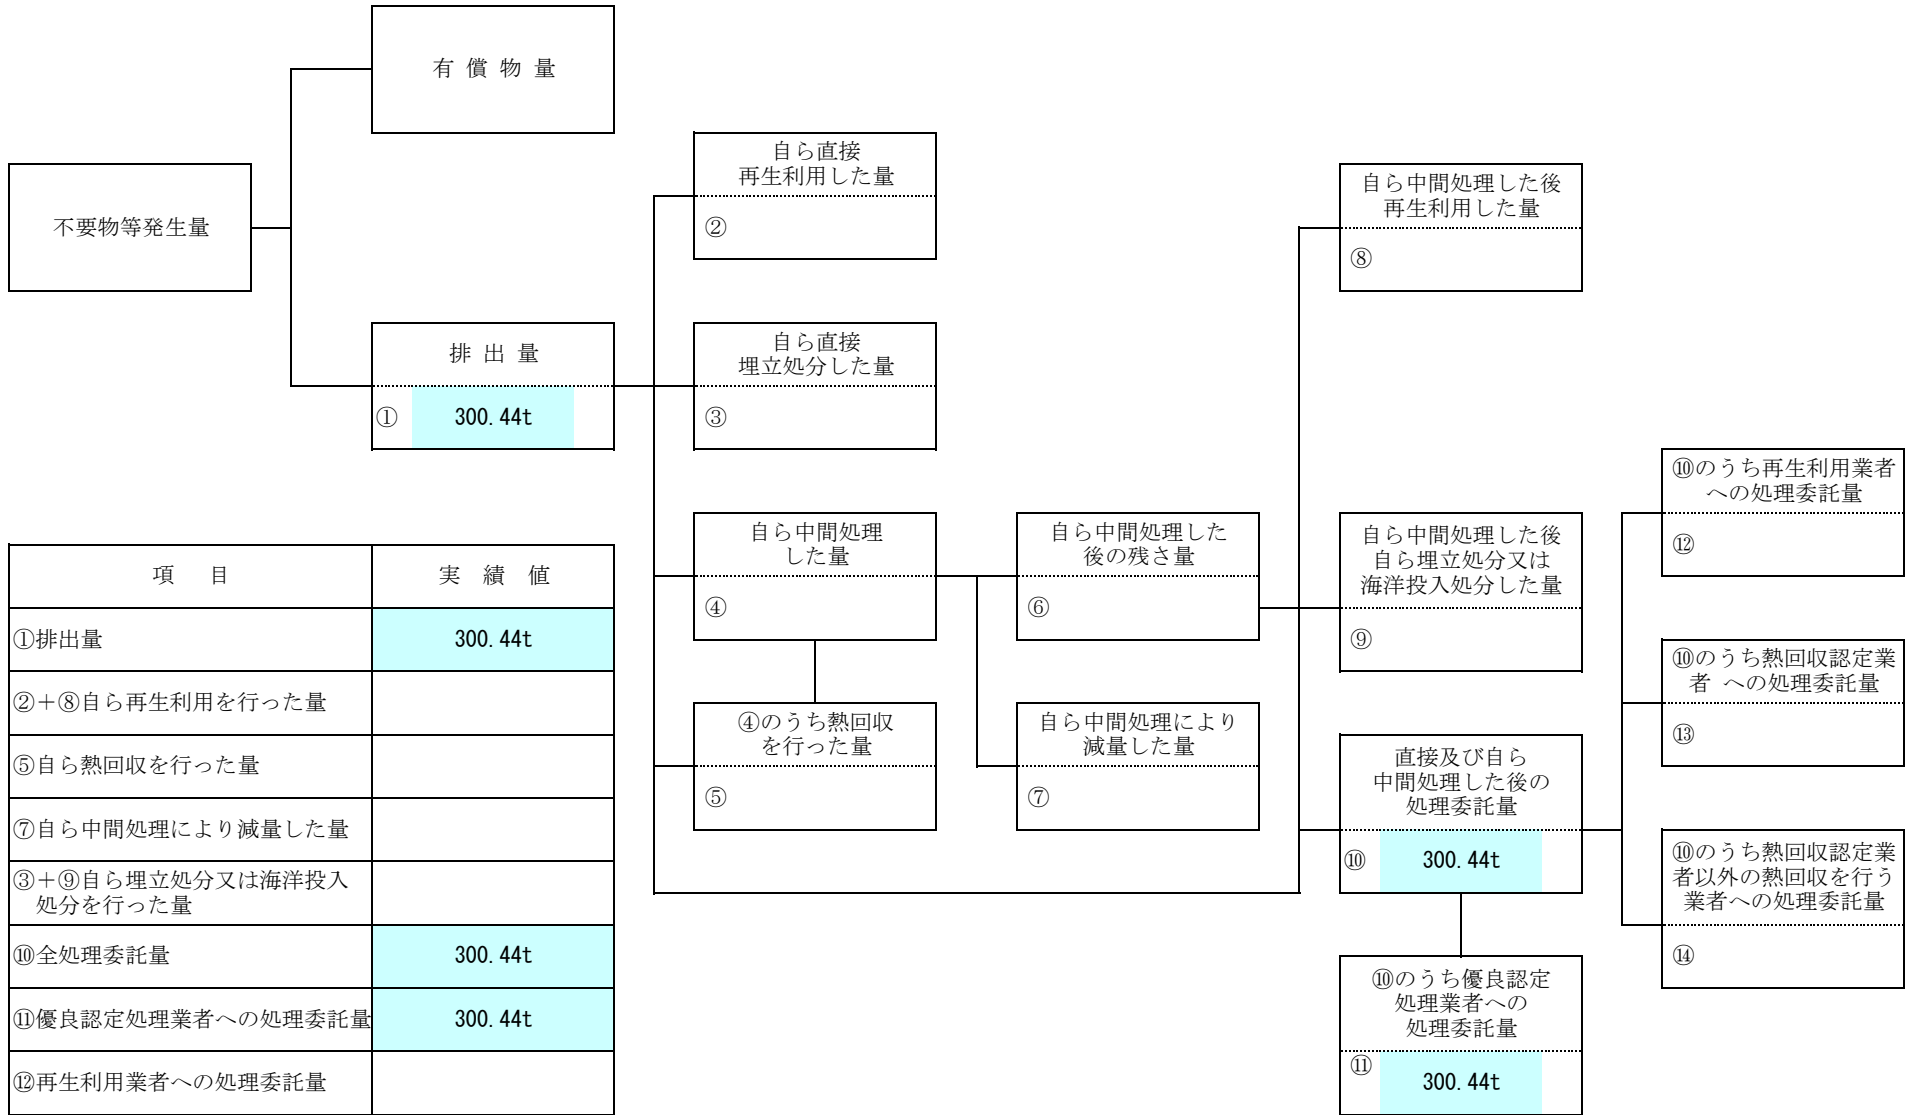 有 償 物 量
不要物等発生量
排 出 量
① 300.44t
自ら直接
再生利用した量
②
自ら直接
埋立処分した量
③
自ら中間処理
した量
④
④のうち熱回収
を行った量
⑤
自ら中間処理した
後の残さ量
⑥
自ら中間処理により
減量した量
⑦
自ら中間処理した後
再生利用した量
⑧
自ら中間処理した後
自ら埋立処分又は
海洋投入処分した量
⑨
直接及び自ら
中間処理した後の
処理委託量
⑩ 300.44t
⑩のうち優良認定
処理業者への
処理委託量
⑪ 300.44t
⑩のうち再生利用業者
への処理委託量
⑫
⑩のうち熱回収認定業
者 への処理委託量
⑬
⑩のうち熱回収認定業
者以外の熱回収を行う
業者への処理委託量
⑭
項 目 実 績 値
①排出量 300.44t
②＋⑧自ら再生利用を行った量
⑤自ら熱回収を行った量
⑦自ら中間処理により減量した量
③＋⑨自ら埋立処分又は海洋投入
処分を行った量
⑩全処理委託量 300.44t
⑪優良認定処理業者への処理委託量 300.44t
⑫再生利用業者への処理委託量